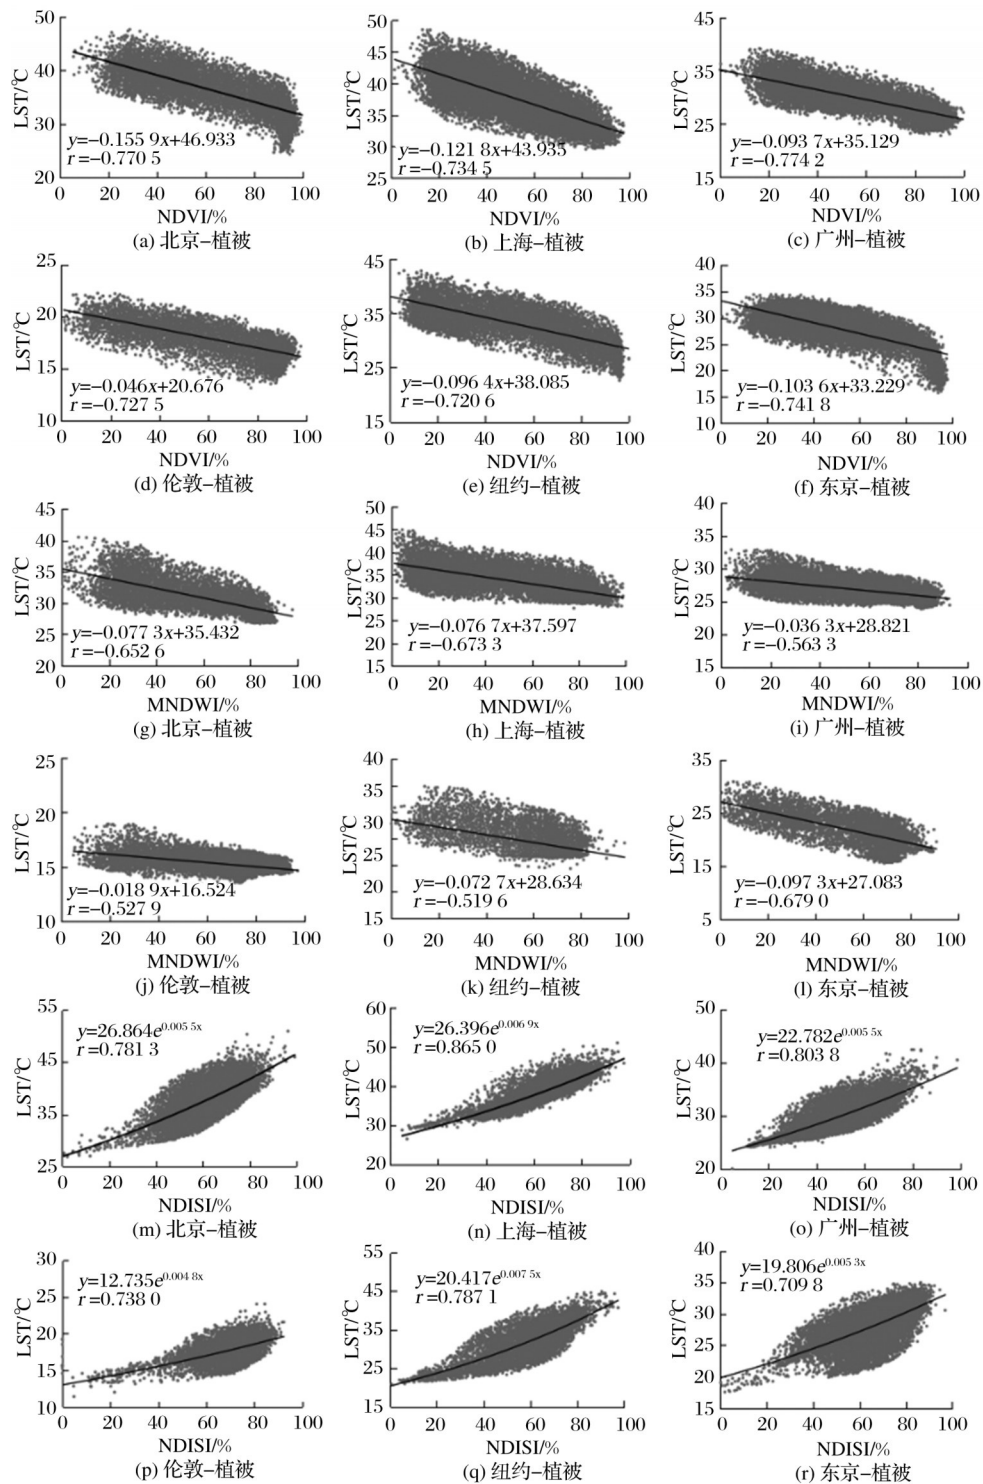 50
40
30
20
LST/℃
y=−0.155 9x+46.933
r=−0.770 5
0 20 40 60 80 100
NDVI/%
(a) 北京−植被
50
45
40
35
30
25
LST/℃
y=−0.121 8x+43.935
r=−0.734 5
0 20 40 60 80 100
NDVI/%
(b) 上海−植被
45
35
25
15
LST/℃
y=−0.093 7x+35.129
r=−0.774 2
0 20 40 60 80 100
NDVI/%
(c) 广州−植被
25
20
15
10
LST/℃
y=−0.046x+20.676
r=−0.727 5
0 20 40 60 80 100
NDVI/%
(d) 伦敦−植被
45
35
25
15
LST/℃
y=−0.096 4x+38.085
r=−0.720 6
0 20 40 60 80 100
NDVI/%
(e) 纽约−植被
40
35
30
25
20
15
10
LST/℃
y=−0.103 6x+33.229
r=−0.741 8
0 20 40 60 80 100
NDVI/%
(f) 东京−植被
45
40
35
30
25
20
LST/℃
y=−0.077 3x+35.432
r=−0.652 6
0 20 40 60 80 100
MNDWI/%
(g) 北京−植被
50
45
40
35
30
25
20
15
LST/℃
y=−0.076 7x+37.597
r=−0.673 3
0 20 40 60 80 100
MNDWI/%
(h) 上海−植被
40
35
30
25
20
15
LST/℃
y=−0.036 3x+28.821
r=−0.563 3
0 20 40 60 80 100
MNDWI/%
(i) 广州−植被
25
20
15
10
LST/℃
y=−0.018 9x+16.524
r=−0.527 9
0 20 40 60 80 100
MNDWI/%
(j) 伦敦−植被
40
35
30
25
20
15
LST/℃
y=−0.072 7x+28.634
r=−0.519 6
0 20 40 60 80 100
MNDWI/%
(k) 纽约−植被
35
25
15
5
LST/℃
y=−0.097 3x+27.083
r=−0.679 0
0 20 40 60 80 100
MNDWI/%
(l) 东京−植被
55
45
35
25
LST/℃
y=26.864e0.005 5x
r=0.781 3
0 20 40 60 80 100
NDISI/%
(m) 北京−植被
60
50
40
30
20
LST/℃
y=26.396e0.006 9x
r=0.865 0
0 20 40 60 80 100
NDISI/%
(n) 上海−植被
50
40
30
20
LST/℃
y=22.782e0.005 5x
r=0.803 8
0 20 40 60 80 100
NDISI/%
(o) 广州−植被
30
25
20
15
10
LST/℃
y=12.735e0.004 8x
r=0.738 0
0 20 40 60 80 100
NDISI/%
(p) 伦敦−植被
55
45
35
25
15
LST/℃
y=20.417e0.007 5x
r=0.787 1
0 20 40 60 80 100
NDISI/%
(q) 纽约−植被
40
35
30
25
20
15
LST/℃
y=19.806e0.005 3x
r=0.709 8
0 20 40 60 80 100
NDISI/%
(r) 东京−植被